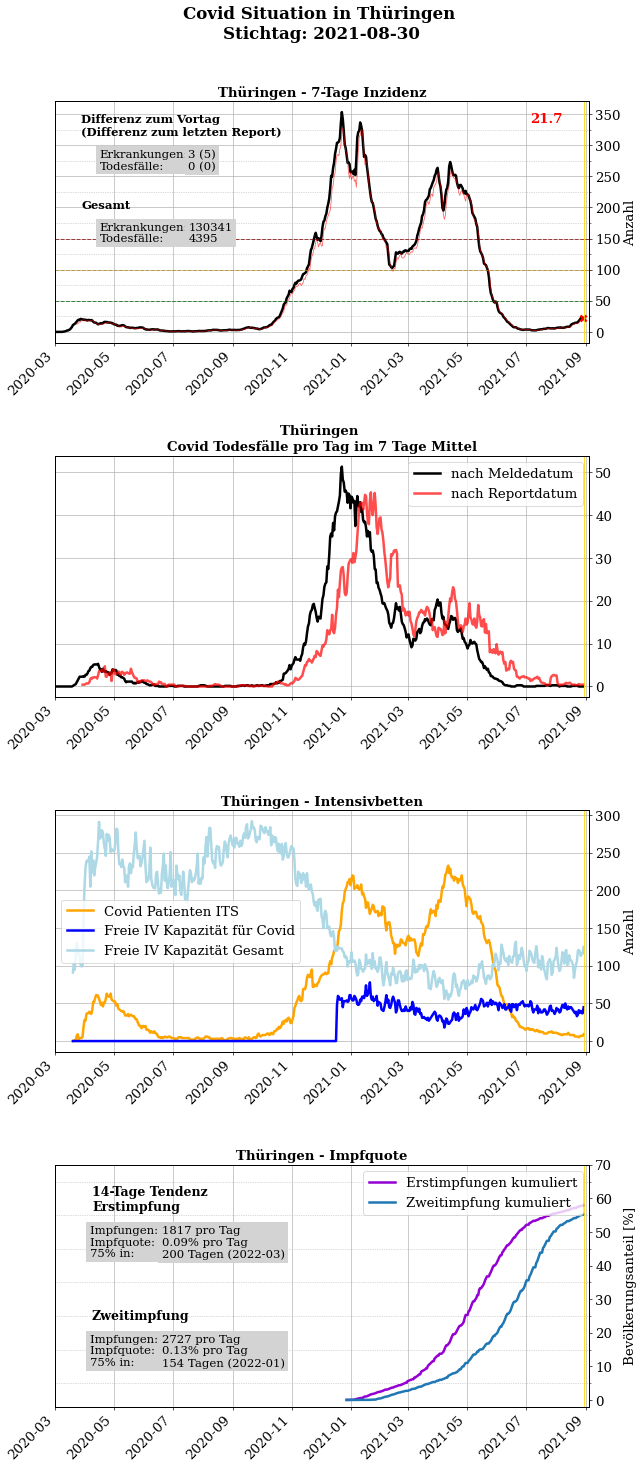 Covid Situation in Thüringen
Stichtag: 2021-08-30
Thüringen - 7-Tage Inzidenz
Differenz zum Vortag
(Differenz zum letzten Report)
Erkrankungen 3 (5)
Todesfälle: 0 (0)
Gesamt
Erkrankungen 130341
Todesfälle: 4395
21.7
350
300
250
200
150
100
50
0
Anzahl
2020-03
2020-05
2020-07
2020-09
2020-11
2021-01
2021-03
2021-05
2021-07
2021-09
Thüringen
Covid Todesfälle pro Tag im 7 Tage Mittel
nach Meldedatum
nach Reportdatum
50
40
30
20
10
0
2020-03
2020-05
2020-07
2020-09
2020-11
2021-01
2021-03
2021-05
2021-07
2021-09
Thüringen - Intensivbetten
Covid Patienten ITS
Freie IV Kapazität für Covid
Freie IV Kapazität Gesamt
300
250
200
150
100
50
0
Anzahl
2020-03
2020-05
2020-07
2020-09
2020-11
2021-01
2021-03
2021-05
2021-07
2021-09
Thüringen - Impfquote
14-Tage Tendenz
Erstimpfung
Impfungen: 1817 pro Tag
Impfquote: 0.09% pro Tag
75% in: 200 Tagen (2022-03)
Zweitimpfung
Impfungen: 2727 pro Tag
Impfquote: 0.13% pro Tag
75% in: 154 Tagen (2022-01)
Erstimpfungen kumuliert
Zweitimpfung kumuliert
70
60
50
40
30
20
10
0
Bevölkerungsanteil [%]
2020-03
2020-05
2020-07
2020-09
2020-11
2021-01
2021-03
2021-05
2021-07
2021-09